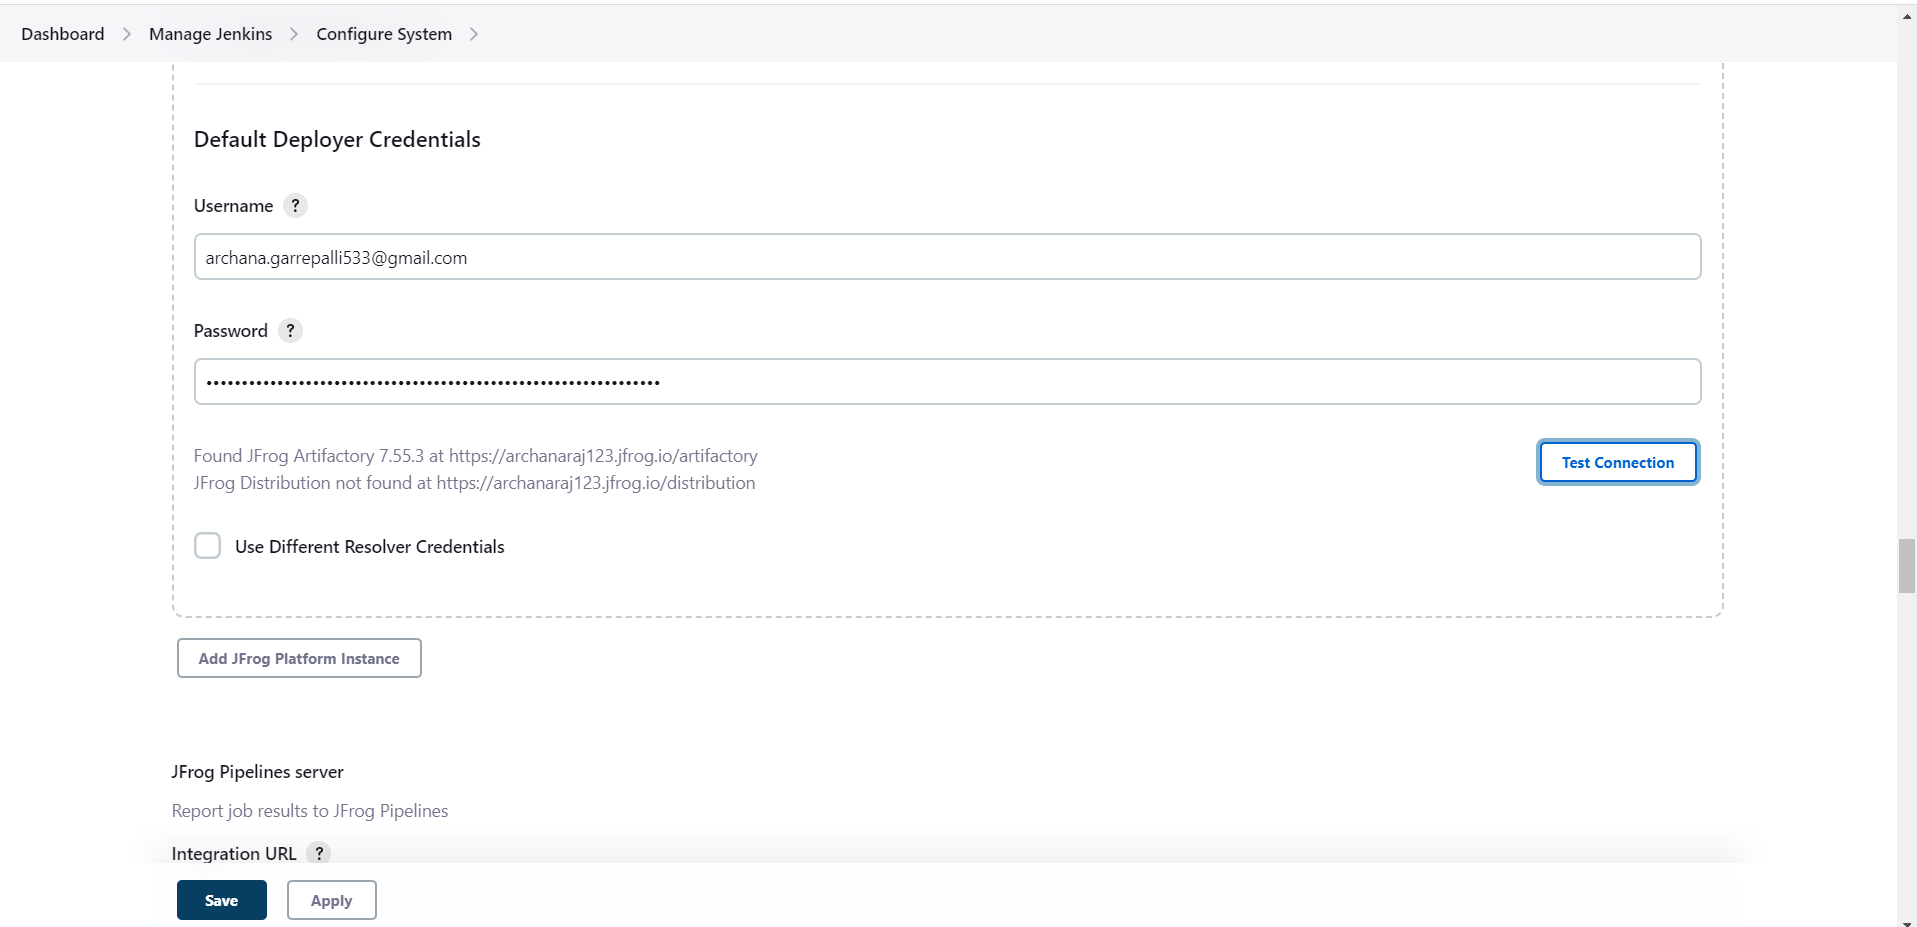 Dashboard > Manage Jenkins > Configure System >
Default Deployer Credentials
Username ?
archana.garrepalli533@gmail.com
Password ?
••••••••••••••••••••••••••••••••••••••••••••••••••••••••••••••••
Found JFrog Artifactory 7.55.3 at https://archanaraj123.jfrog.io/artifactory
JFrog Distribution not found at https://archanaraj123.jfrog.io/distribution
Test Connection
Use Different Resolver Credentials
Add JFrog Platform Instance
JFrog Pipelines server
Report job results to JFrog Pipelines
Integration URL ?
Save Apply